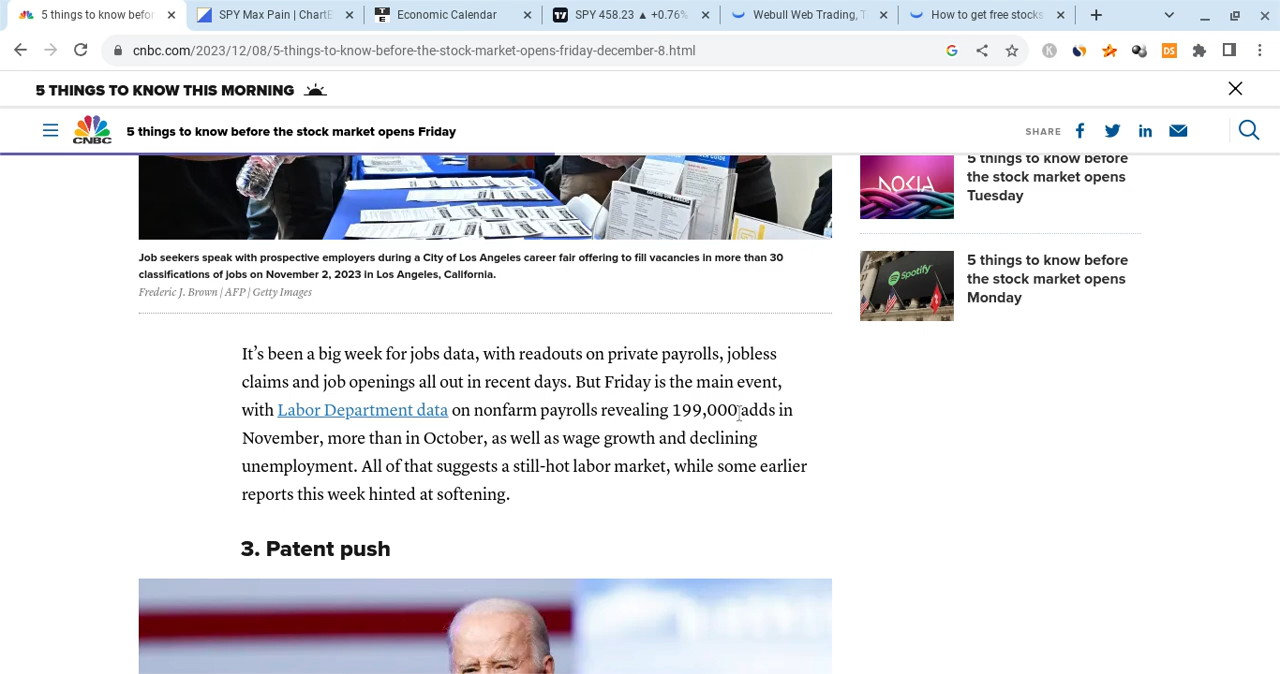 5 things to know befor
SPY Max Pain | ChartE
Economic Calendar
SPY 458.23 ▲ +0.76%
Webull Web Trading, T
How to get free stocks
cnbc.com/2023/12/08/5-things-to-know-before-the-stock-market-opens-friday-december-8.html
5 THINGS TO KNOW THIS MORNING
CNBC
5 things to know before the stock market opens Friday
SHARE
5 things to know before
the stock market opens
Tuesday
NOKIA
5 things to know before
the stock market opens
Monday
Spotify
Job seekers speak with prospective employers during a City of Los Angeles career fair offering to fill vacancies in more than 30
classifications of jobs on November 2, 2023 in Los Angeles, California.
Frederic J. Brown | AFP | Getty Images
It’s been a big week for jobs data, with readouts on private payrolls, jobless
claims and job openings all out in recent days. But Friday is the main event,
with Labor Department data on nonfarm payrolls revealing 199,000 adds in
November, more than in October, as well as wage growth and declining
unemployment. All of that suggests a still-hot labor market, while some earlier
reports this week hinted at softening.
3. Patent push